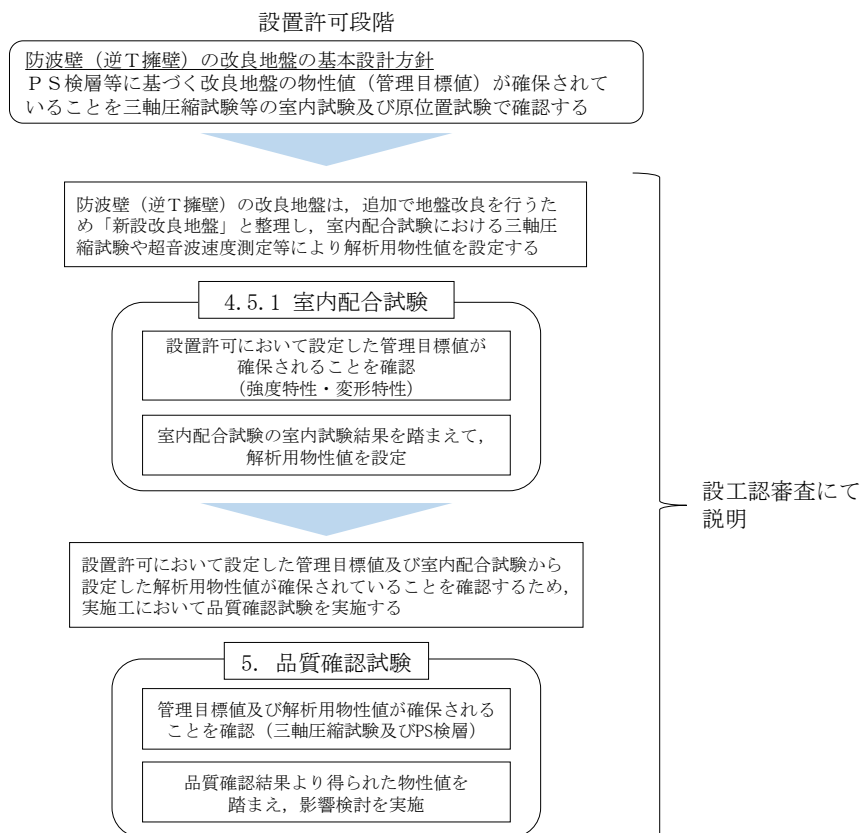 設置許可段階
防波壁（逆Ｔ擁壁）の改良地盤の基本設計方針
ＰＳ検層等に基づく改良地盤の物性値（管理目標値）が確保されて
いることを三軸圧縮試験等の室内試験及び原位置試験で確認する
防波壁（逆Ｔ擁壁）の改良地盤は，追加で地盤改良を行うた
め「新設改良地盤」と整理し，室内配合試験における三軸圧
縮試験や超音波速度測定等により解析用物性値を設定する
4.5.1 室内配合試験
設置許可において設定した管理目標値が
確保されることを確認
（強度特性・変形特性）
室内配合試験の室内試験結果を踏まえて，
解析用物性値を設定
設工認審査にて
説明
設置許可において設定した管理目標値及び室内配合試験から
設定した解析用物性値が確保されていることを確認するため，
実施工において品質確認試験を実施する
5. 品質確認試験
管理目標値及び解析用物性値が確保される
ことを確認（三軸圧縮試験及びPS検層）
品質確認結果より得られた物性値を
踏まえ，影響検討を実施